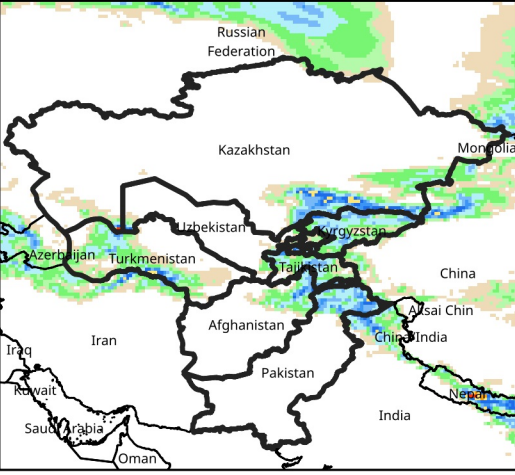 Russian
Federation
Kazakhstan
Mongolia
Uzbekistan
Kyrgyzstan
Azerbaijan
Turkmenistan
Tajikistan
China
Aksai Chin
Afghanistan
China/India
Iran
Iraq
Pakistan
Kuwait
Nepal
India
Saudi Arabia
Oman